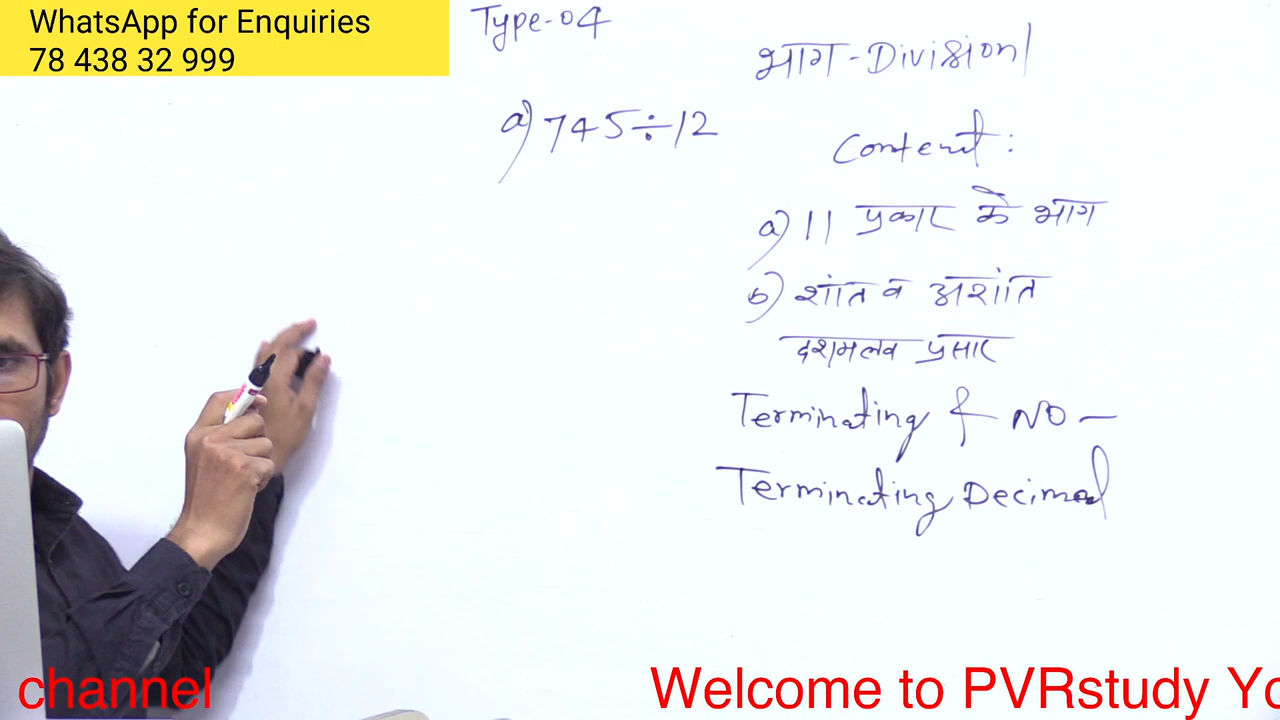 WhatsApp for Enquiries
78 438 32 999
Type-04
a) 745÷12
भाग-Division
Content:
a) 11 प्रकार के भाग
b) शांत व अशांत
दशमलव प्रसार
Terminating & NO-
Terminating Decimal
channel
Welcome to PVRstudy Yo